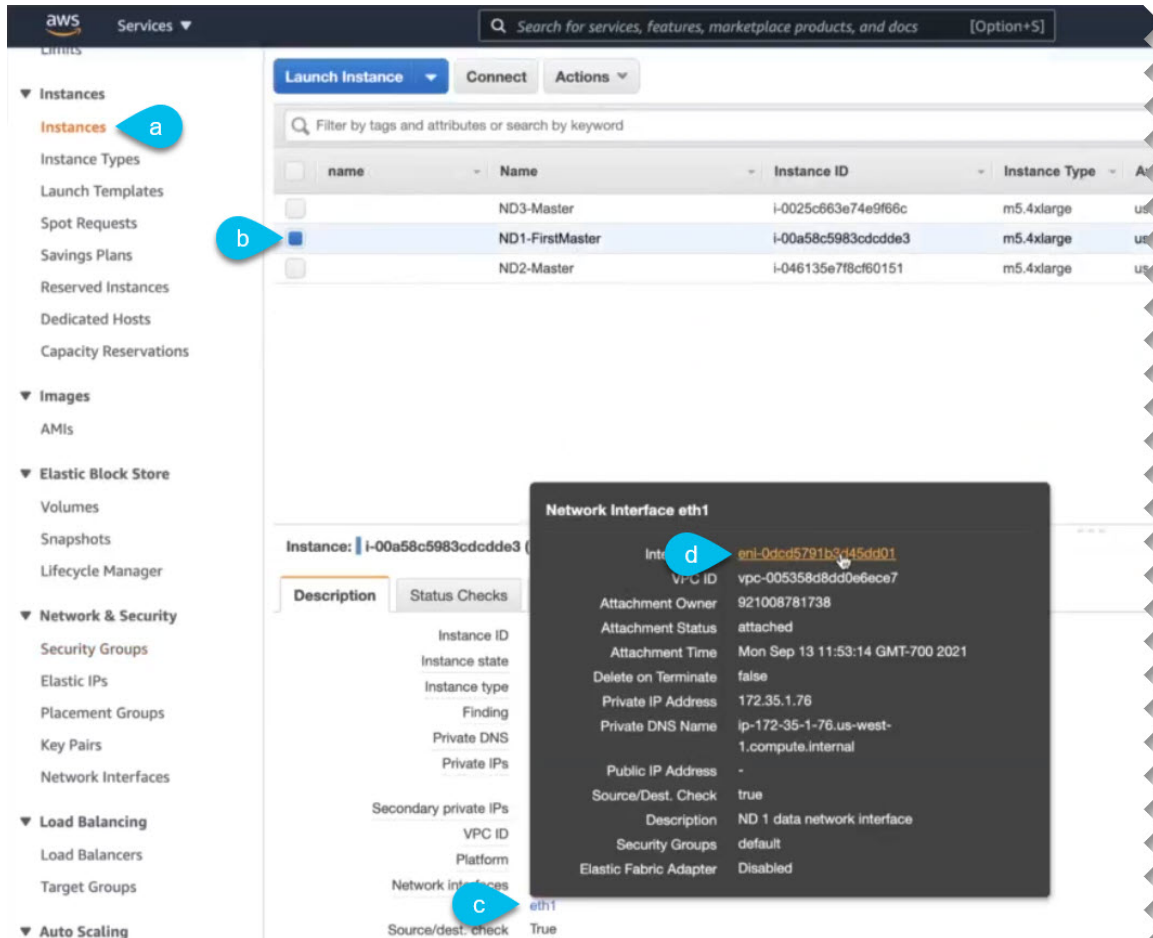 aws Services ▼ Search for services, features, marketplace products, and docs [Option+S]
Limits
▼ Instances
Instances a
Instance Types
Launch Templates
Spot Requests
Savings Plans
Reserved Instances
Dedicated Hosts
Capacity Reservations
▼ Images
AMIs
▼ Elastic Block Store
Volumes
Snapshots
Lifecycle Manager
▼ Network & Security
Security Groups
Elastic IPs
Placement Groups
Key Pairs
Network Interfaces
▼ Load Balancing
Load Balancers
Target Groups
▼ Auto Scaling
Launch Instance Connect Actions
Filter by tags and attributes or search by keyword
name Name Instance ID Instance Type
ND3-Master i-0025c663e74e9f66c m5.4xlarge us
b ND1-FirstMaster i-00a58c5983cdcdde3 m5.4xlarge us
ND2-Master i-046135e7f8cf60151 m5.4xlarge us
Instance: i-00a58c5983cdcdde3 (
Description Status Checks
Instance ID
Instance state
Instance type
Finding
Private DNS
Private IPs
Secondary private IPs
VPC ID
Platform
Network interfaces
c eth1
Source/dest. check True
Network Interface eth1
d eni-0dcd5791b3d45dd01
VPC ID vpc-005358d8dd0e6ece7
Attachment Owner 921008781738
Attachment Status attached
Attachment Time Mon Sep 13 11:53:14 GMT-700 2021
Delete on Terminate false
Private IP Address 172.35.1.76
Private DNS Name ip-172-35-1-76.us-west-
1.compute.internal
Public IP Address -
Source/Dest. Check true
Description ND 1 data network interface
Security Groups default
Elastic Fabric Adapter Disabled